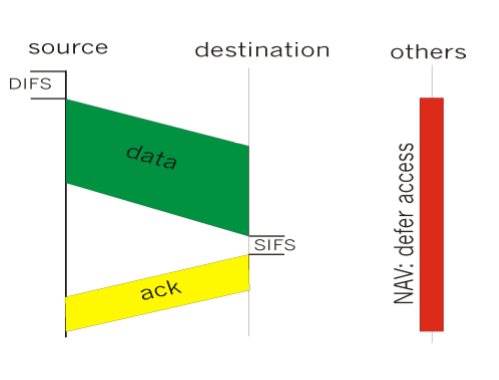 source
destination
others
DIFS
data
SIFS
ack
NAV: defer access